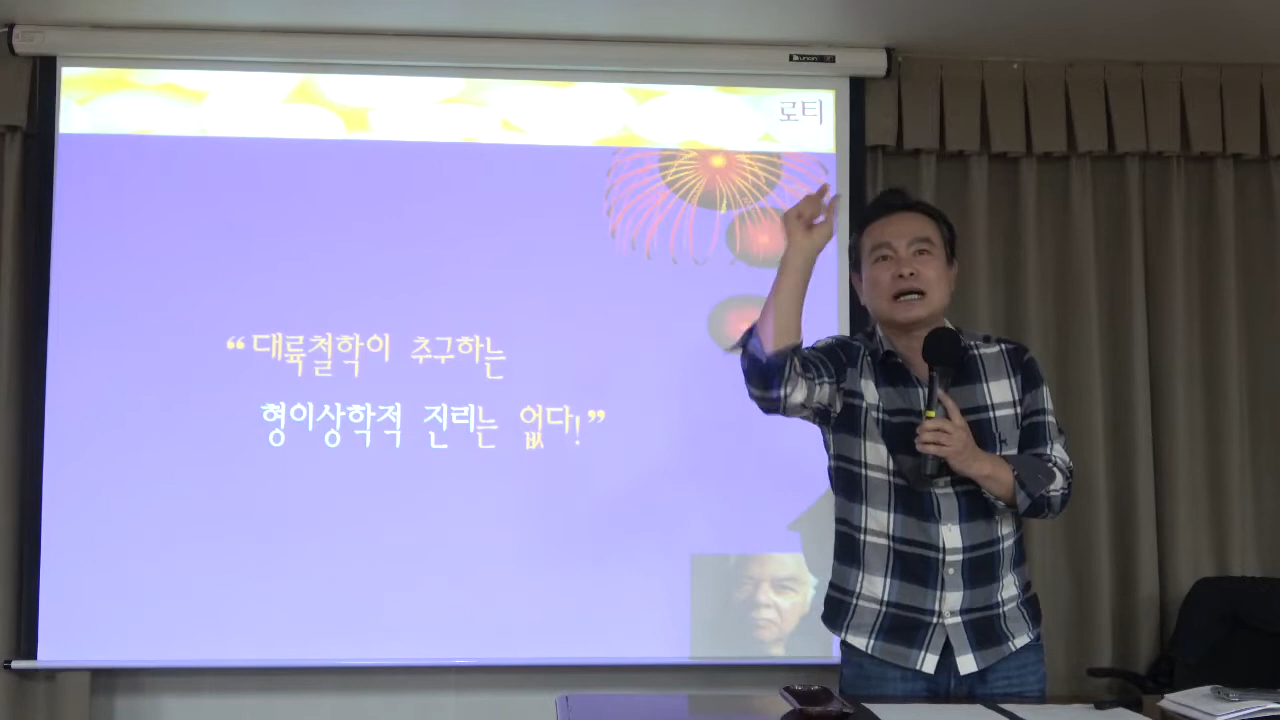 union
로티
“대륙철학이 추구하는
형이상학적 진리는 없다!”